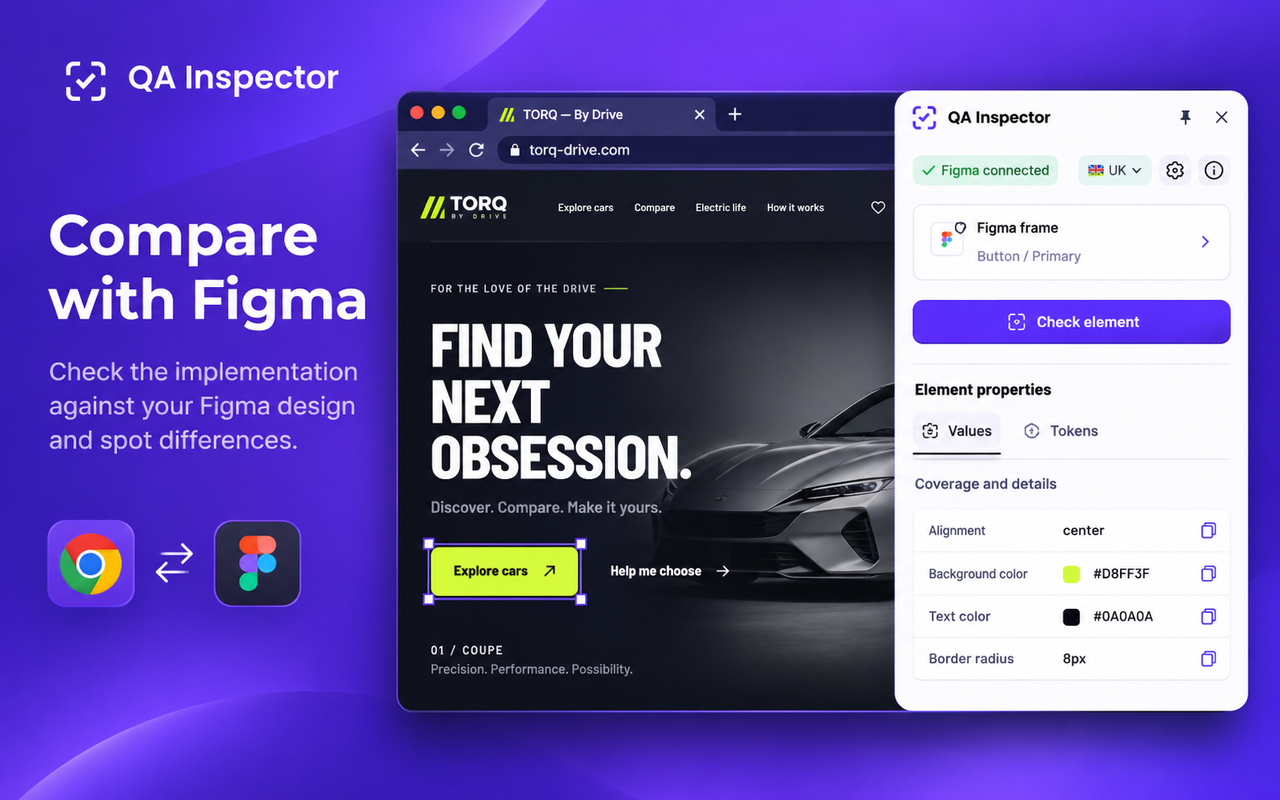 QA Inspector
Compare
with Figma
Check the implementation
against your Figma design
and spot differences.
TORQ — By Drive
torq-drive.com
TORQ
BY DRIVE
Explore cars
Compare
Electric life
How it works
FOR THE LOVE OF THE DRIVE
FIND YOUR
NEXT
OBSESSION.
Discover. Compare. Make it yours.
Explore cars
Help me choose
01 / COUPE
Precision. Performance. Possibility.
QA Inspector
Figma connected
UK
Figma frame
Button / Primary
Check element
Element properties
Values
Tokens
Coverage and details
Alignment
center
Background color
#D8FF3F
Text color
#0A0A0A
Border radius
8px